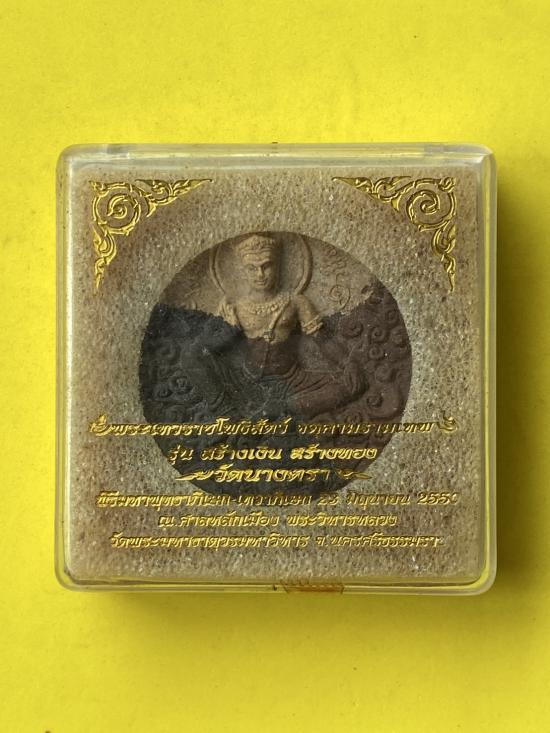 พระเทวราชโพธิสัตว์ จตุคามรามเทพ
รุ่น สร้างเงิน สร้างทอง
วัดนางตรา
พิธีมหาพุทธาภิเษก-เทวาภิเษก 23 มิถุนายน 2550
ณ.ศาลหลักเมือง พระวิหารหลวง
วัดพระมหาธาตุวรมหาวิหาร จ.นครศรีธรรมรา